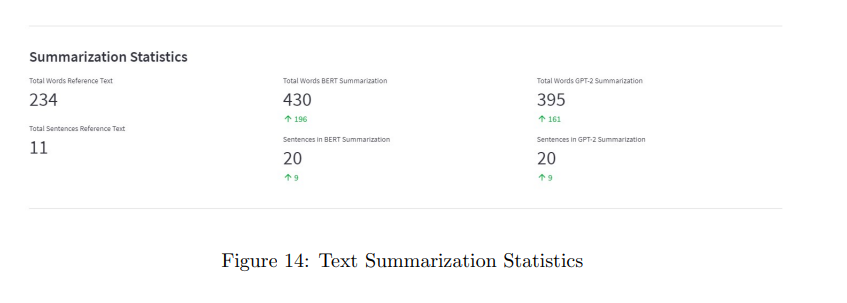 Summarization Statistics
Total Words Reference Text
234
Total Sentences Reference Text
11
Total Words BERT Summarization
430
↑ 196
Sentences in BERT Summarization
20
↑ 9
Total Words GPT-2 Summarization
395
↑ 161
Sentences in GPT-2 Summarization
20
↑ 9
Figure 14: Text Summarization Statistics